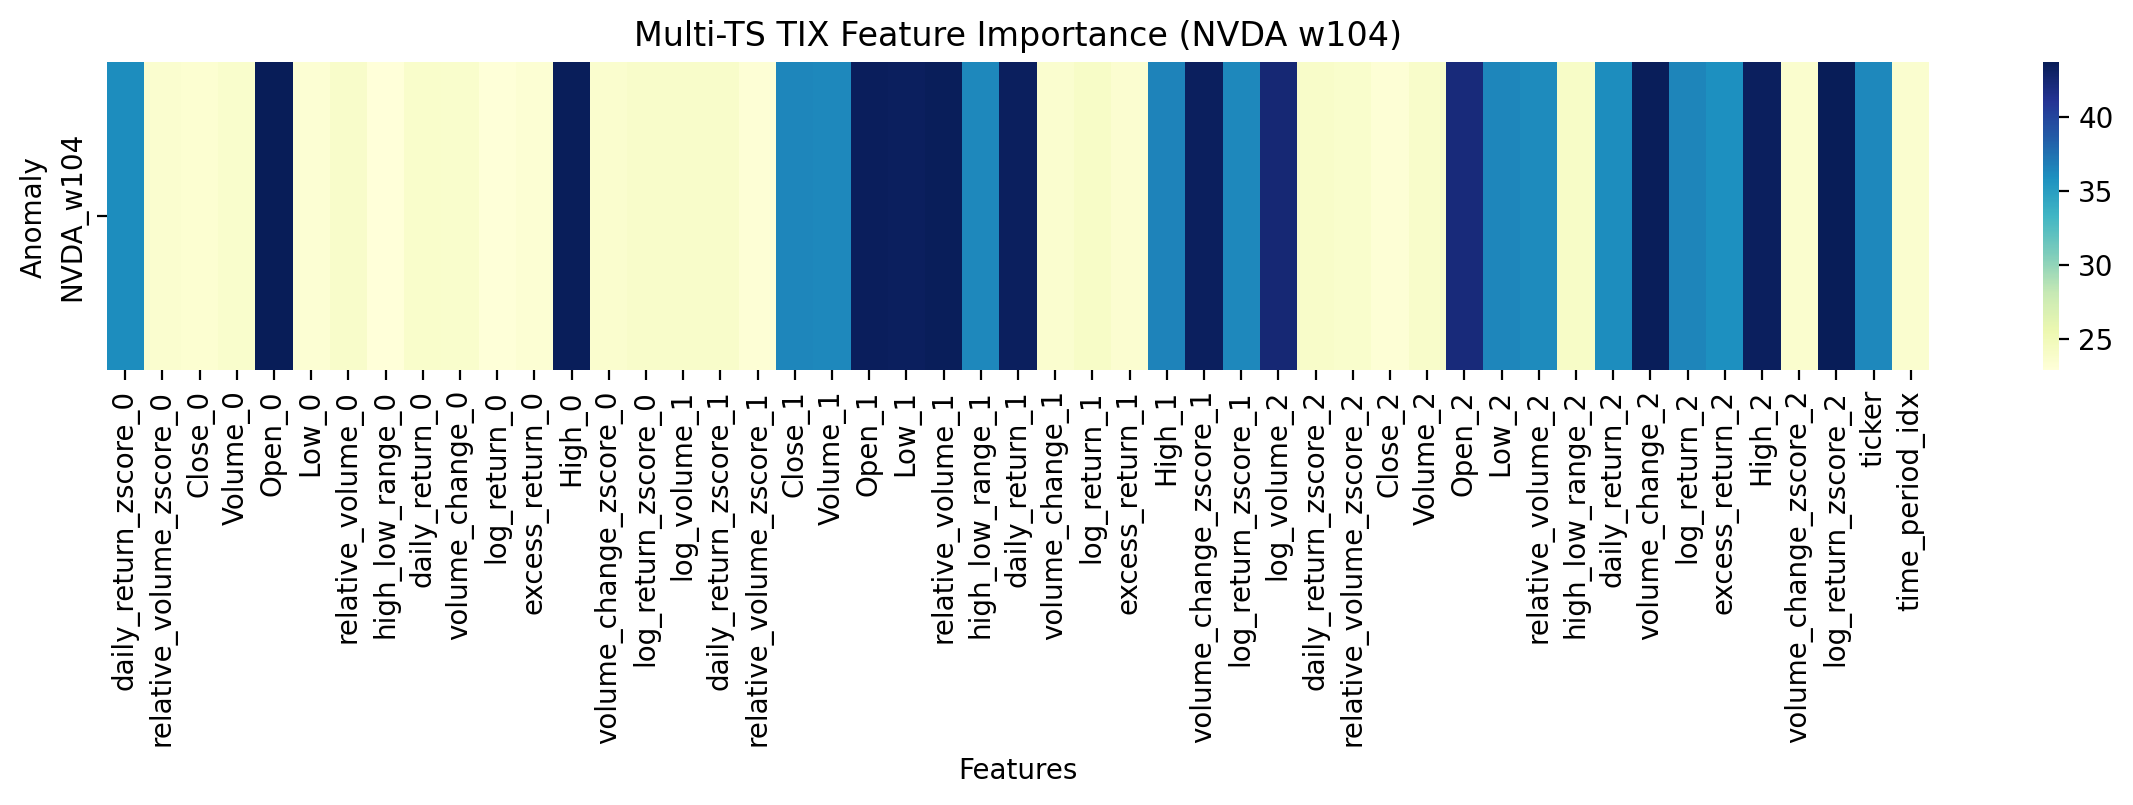 Multi-TS TIX Feature Importance (NVDA w104)
Anomaly
NVDA_w104
40
35
30
25
daily_return_zscore_0
relative_volume_zscore_0
Close_0
Volume_0
Open_0
Low_0
relative_volume_0
high_low_range_0
daily_return_0
volume_change_0
log_return_0
excess_return_0
High_0
volume_change_zscore_0
log_return_zscore_0
log_volume_1
daily_return_zscore_1
relative_volume_zscore_1
Close_1
Volume_1
Open_1
Low_1
relative_volume_1
high_low_range_1
daily_return_1
volume_change_1
log_return_1
excess_return_1
High_1
volume_change_zscore_1
log_return_zscore_1
log_volume_2
daily_return_zscore_2
relative_volume_zscore_2
Close_2
Volume_2
Open_2
Low_2
relative_volume_2
high_low_range_2
daily_return_2
volume_change_2
log_return_2
excess_return_2
High_2
volume_change_zscore_2
log_return_zscore_2
ticker
time_period_idx
Features